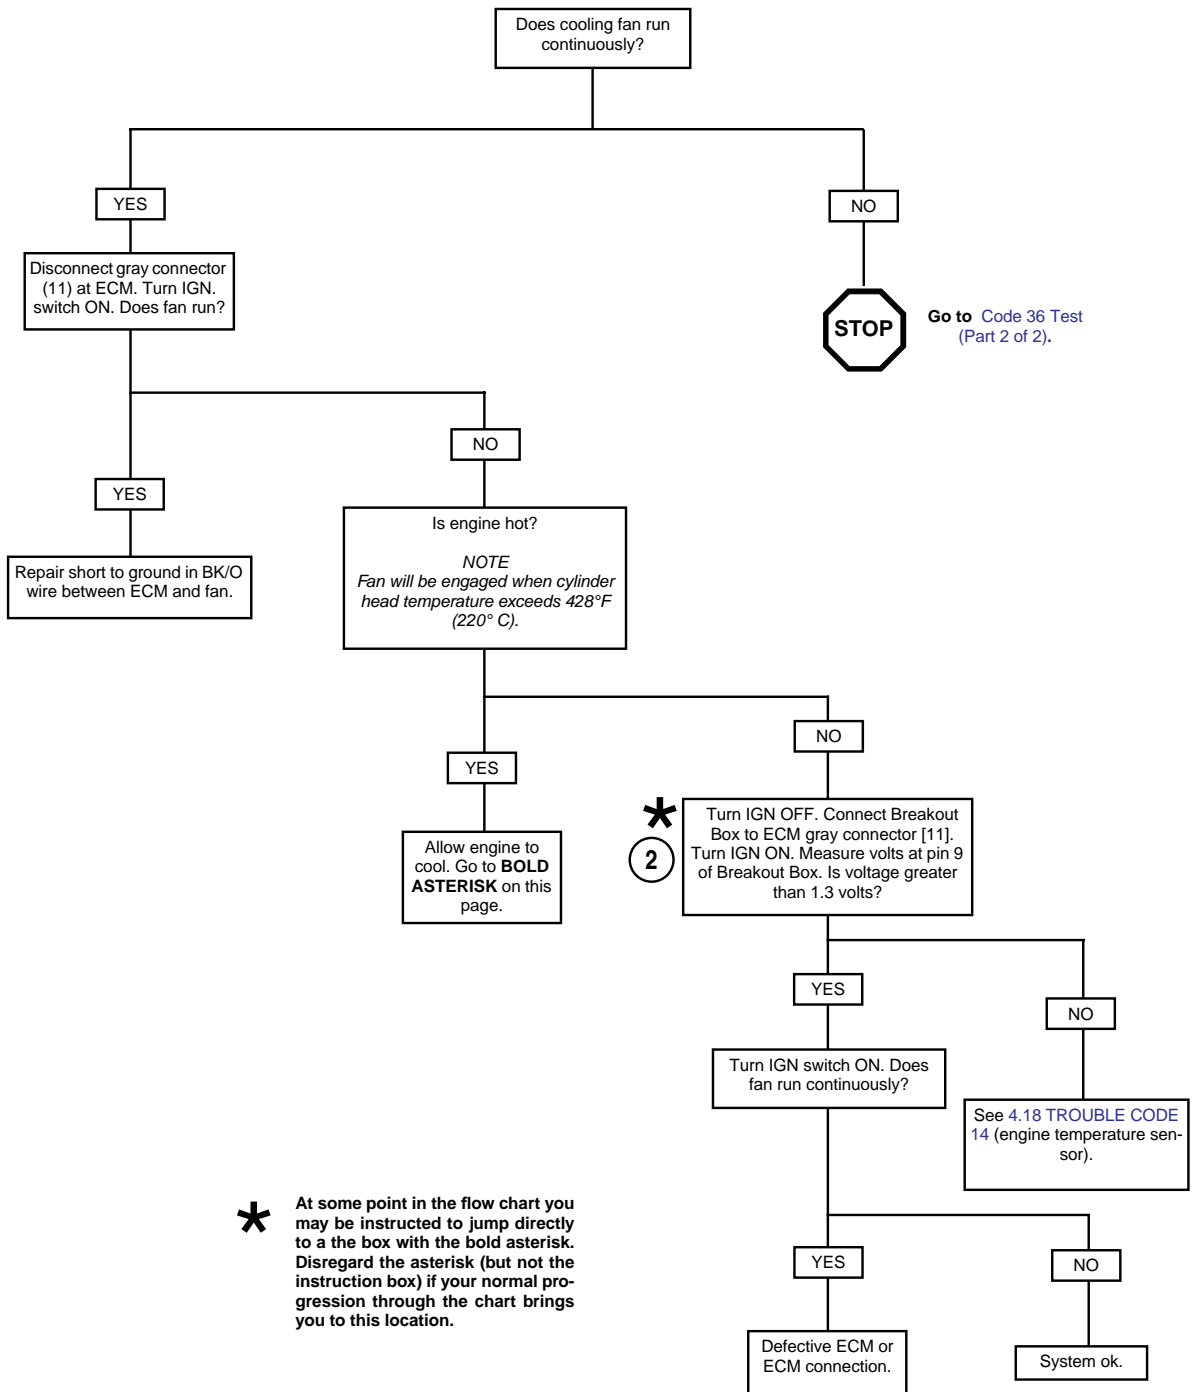 Does cooling fan run
continuously?
YES
NO
Disconnect gray connector
(11) at ECM. Turn IGN.
switch ON. Does fan run?
STOP
Go to Code 36 Test
(Part 2 of 2).
NO
YES
Is engine hot?
NOTE
Fan will be engaged when cylinder
head temperature exceeds 428°F
(220° C).
Repair short to ground in BK/O
wire between ECM and fan.
NO
YES
*
2
Turn IGN OFF. Connect Breakout
Box to ECM gray connector [11].
Turn IGN ON. Measure volts at pin 9
of Breakout Box. Is voltage greater
than 1.3 volts?
Allow engine to
cool. Go to BOLD
ASTERISK on this
page.
YES
NO
Turn IGN switch ON. Does
fan run continuously?
See 4.18 TROUBLE CODE
14 (engine temperature sen-
sor).
*
At some point in the flow chart you
may be instructed to jump directly
to a the box with the bold asterisk.
Disregard the asterisk (but not the
instruction box) if your normal pro-
gression through the chart brings
you to this location.
YES
NO
Defective ECM or
ECM connection.
System ok.